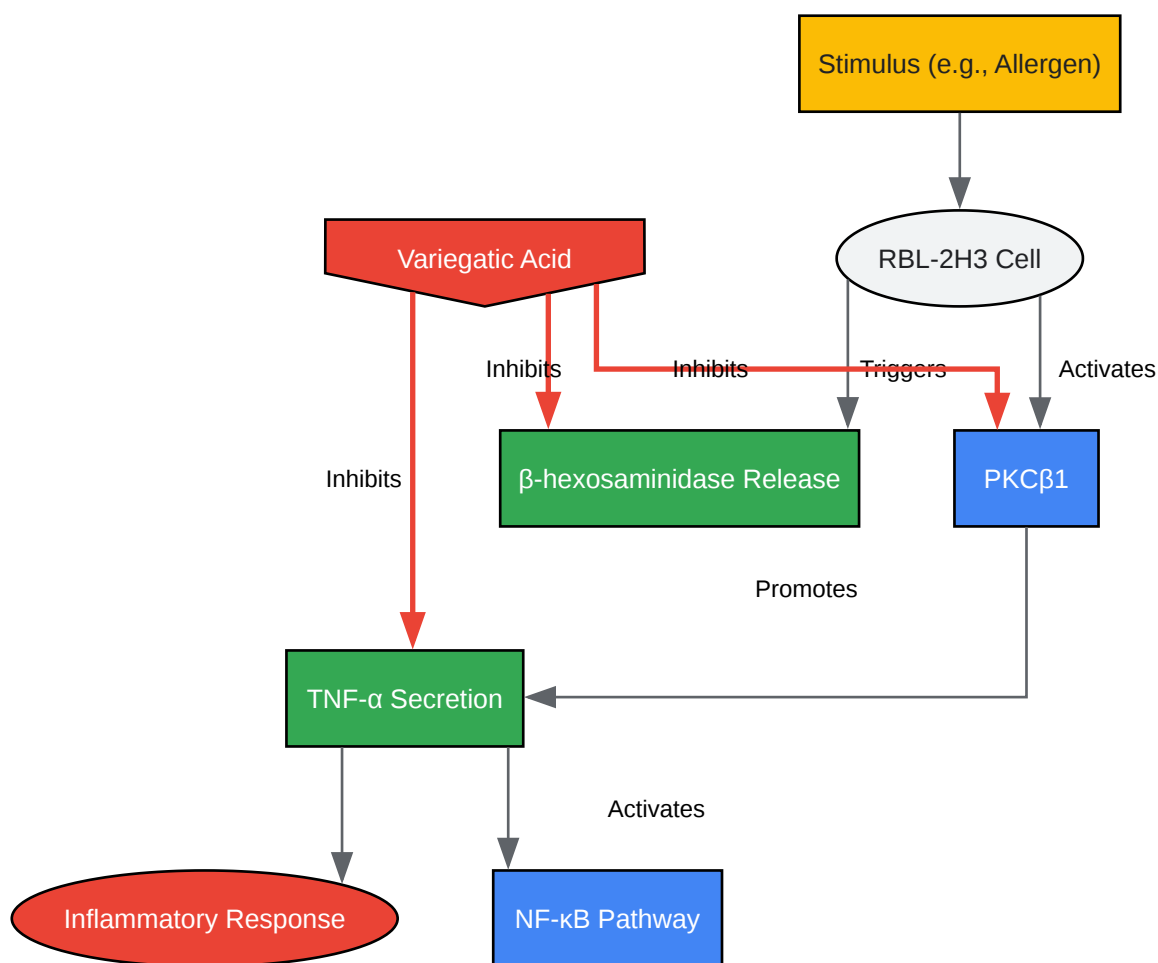 Stimulus (e.g., Allergen)
Variegatic Acid
RBL-2H3 Cell
Inhibits
Inhibits
Triggers
Activates
Inhibits
β-hexosaminidase Release
PKCβ1
Promotes
TNF-α Secretion
Activates
Inflammatory Response
NF-κB Pathway